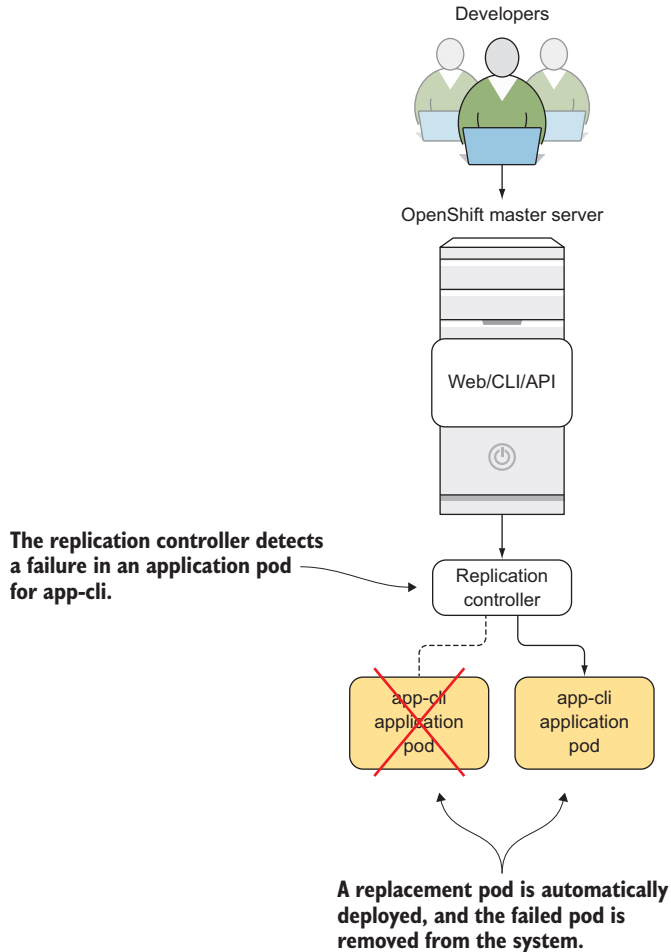 Developers
OpenShift master server
Web/CLI/API
The replication controller detects
a failure in an application pod
for app-cli.
Replication
controller
app-cli
application
pod
app-cli
application
pod
A replacement pod is automatically
deployed, and the failed pod is
removed from the system.